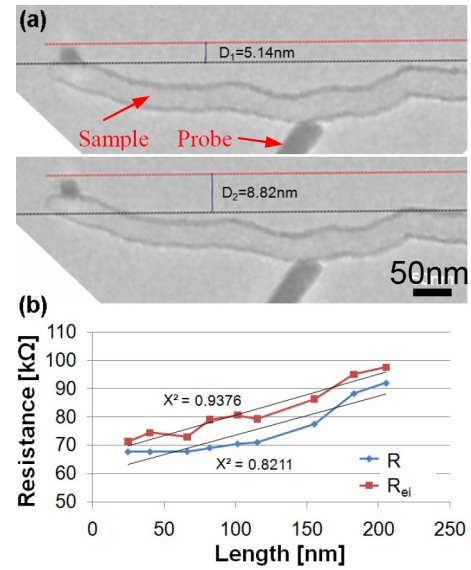 (a)
D₁=5.14nm
Sample
Probe
D₂=8.82nm
50nm
(b)
110
100
90
80
70
60
50
Resistance [kΩ]
X² = 0.9376
X² = 0.8211
R
Rₑᵢ
0
50
100
150
200
250
Length [nm]